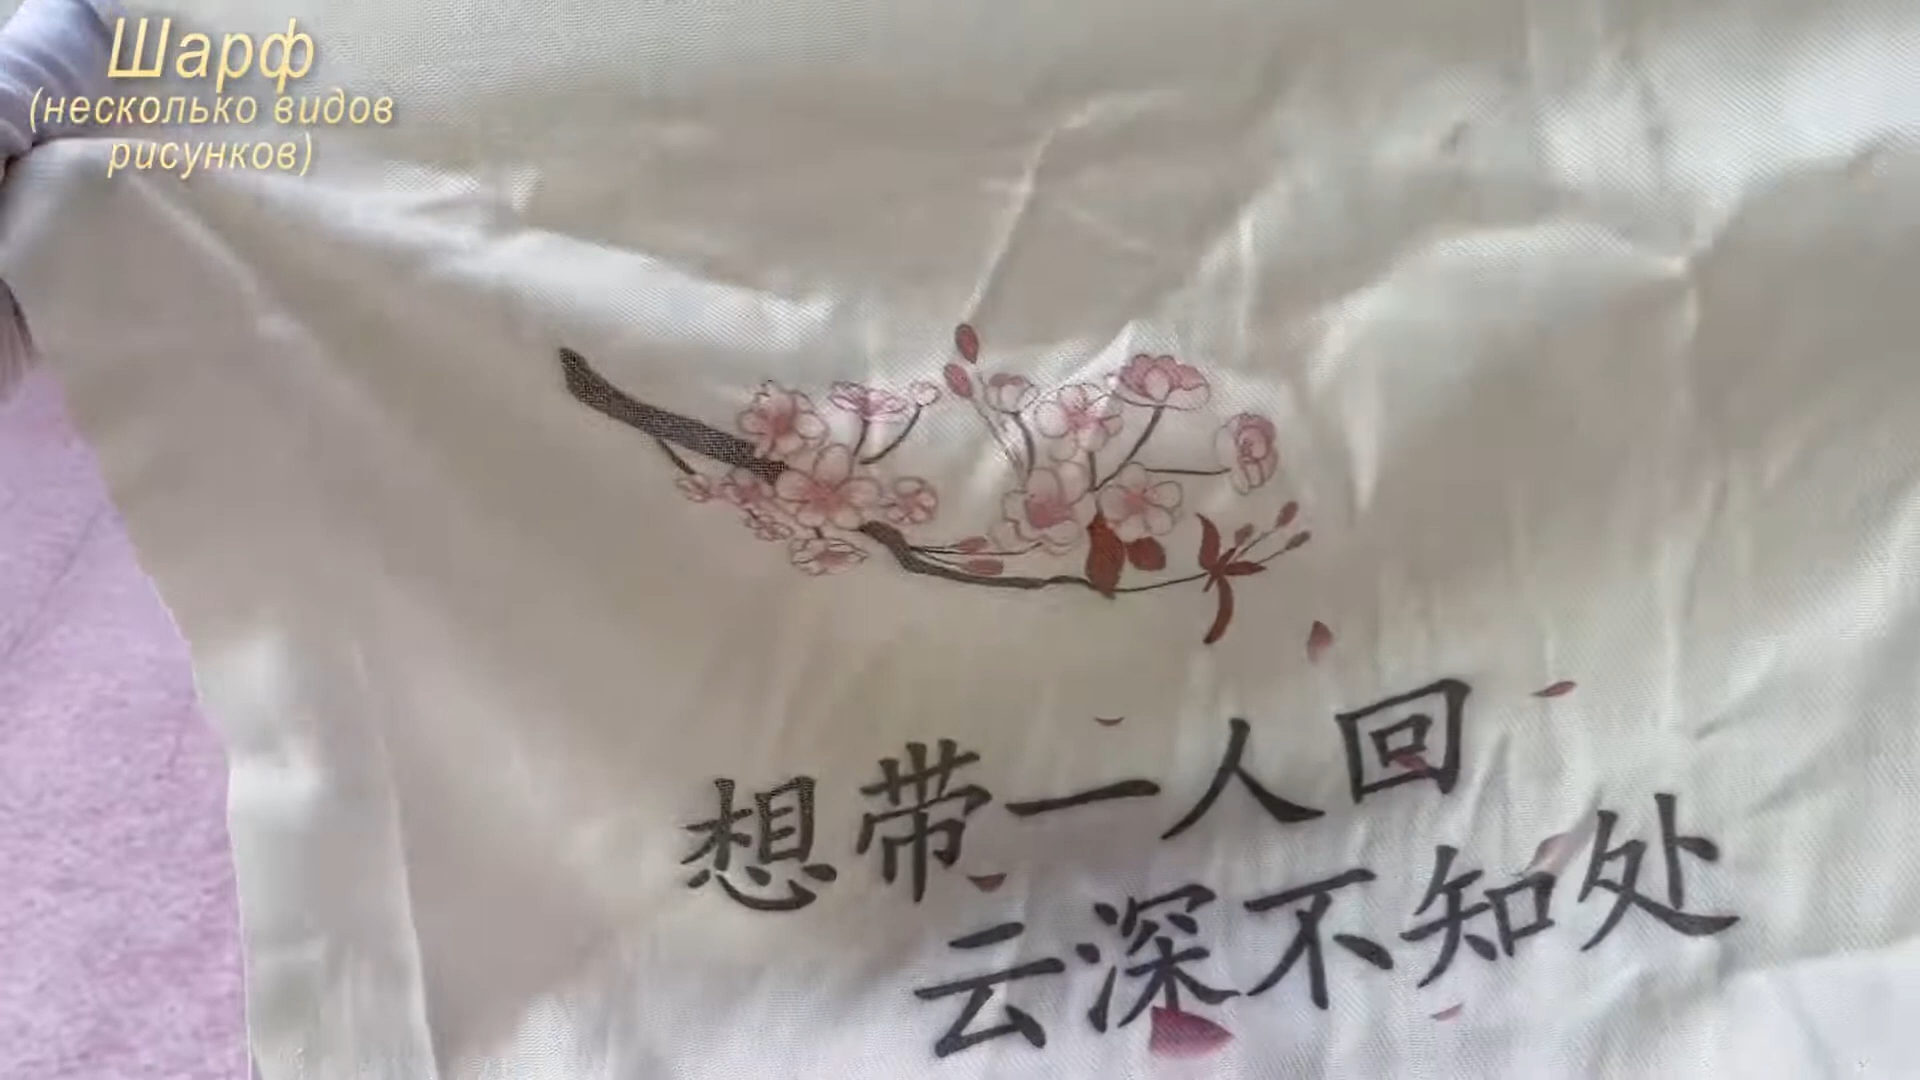 Шарф
(несколько видов
рисунков)
想带一人回
云深不知处